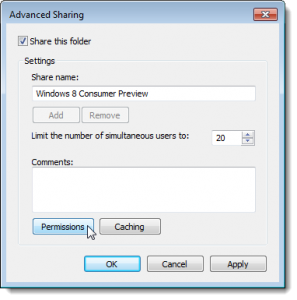 Advanced Sharing
Share this folder
Settings
Share name:
Windows 8 Consumer Preview
Add Remove
Limit the number of simultaneous users to: 20
Comments:
Permissions Caching
OK Cancel Apply